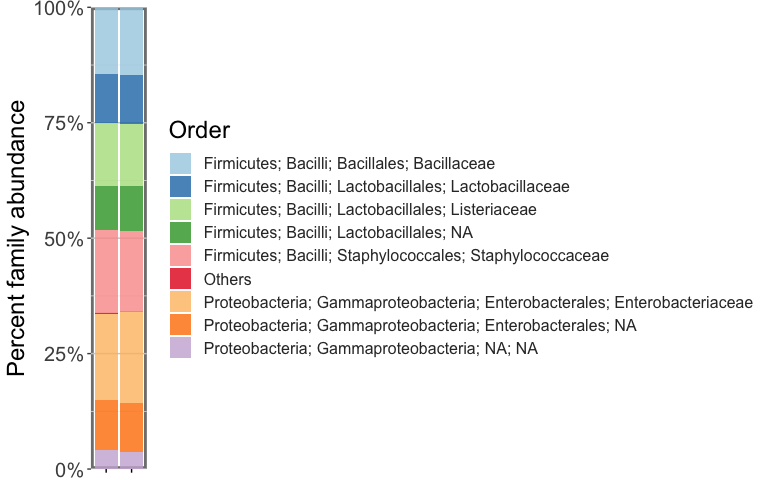 100%
75%
50%
25%
0%
Percent family abundance
Order
Firmicutes; Bacilli; Bacillales; Bacillaceae
Firmicutes; Bacilli; Lactobacillales; Lactobacillaceae
Firmicutes; Bacilli; Lactobacillales; Listeriaceae
Firmicutes; Bacilli; Lactobacillales; NA
Firmicutes; Bacilli; Staphylococcales; Staphylococcaceae
Others
Proteobacteria; Gammaproteobacteria; Enterobacterales; Enterobacteriaceae
Proteobacteria; Gammaproteobacteria; Enterobacterales; NA
Proteobacteria; Gammaproteobacteria; NA; NA